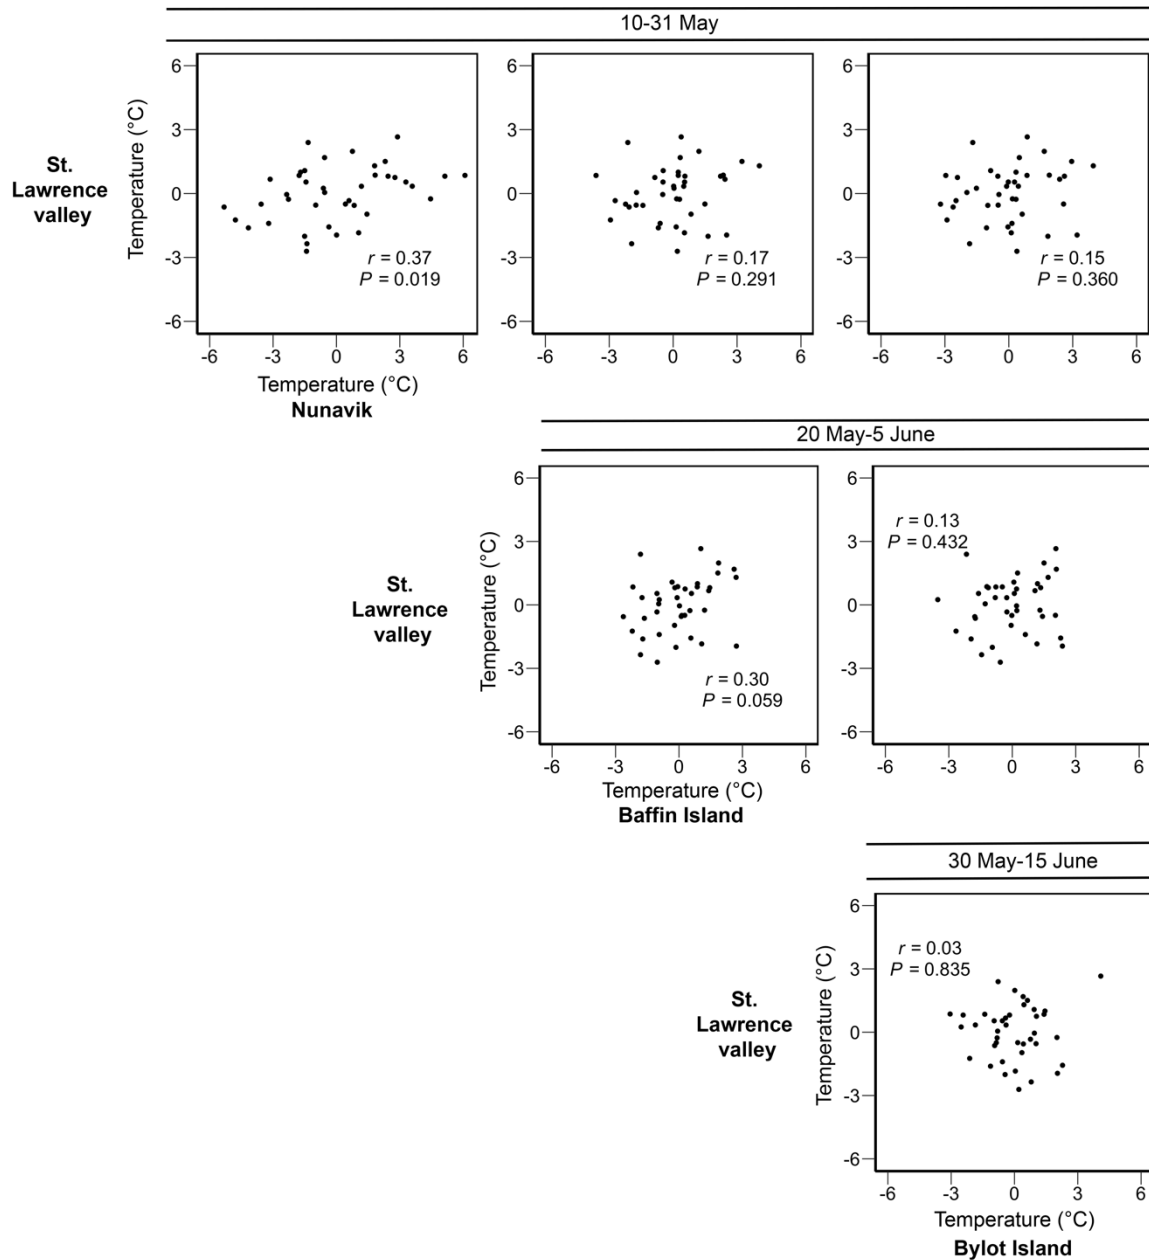 10-31 May
St.
Lawrence
valley
Temperature (°C)
6
3
0
-3
-6
r = 0.37
P = 0.019
-6 -3 0 3 6
Temperature (°C)
Nunavik
r = 0.17
P = 0.291
-6 -3 0 3 6
6
3
0
-3
-6
r = 0.15
P = 0.360
-6 -3 0 3 6
6
3
0
-3
-6
20 May-5 June
St.
Lawrence
valley
Temperature (°C)
6
3
0
-3
-6
r = 0.30
P = 0.059
-6 -3 0 3 6
Temperature (°C)
Baffin Island
6
3
0
-3
-6
r = 0.13
P = 0.432
-6 -3 0 3 6
30 May-15 June
St.
Lawrence
valley
Temperature (°C)
6
3
0
-3
-6
r = 0.03
P = 0.835
-6 -3 0 3 6
Temperature (°C)
Bylot Island